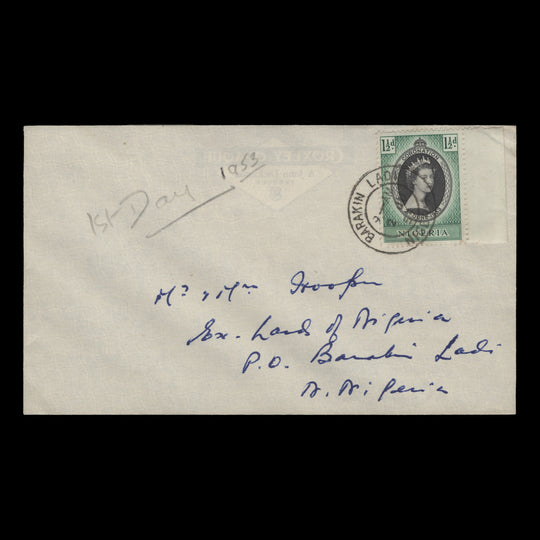 1st Day 1953
1½d 1½d
CORONATION
NIGERIA
BARAKIN LADI
Mr & Mrs
Ex. Lands of Nigeria
P.O. Barakin Ladi
N. Nigeria